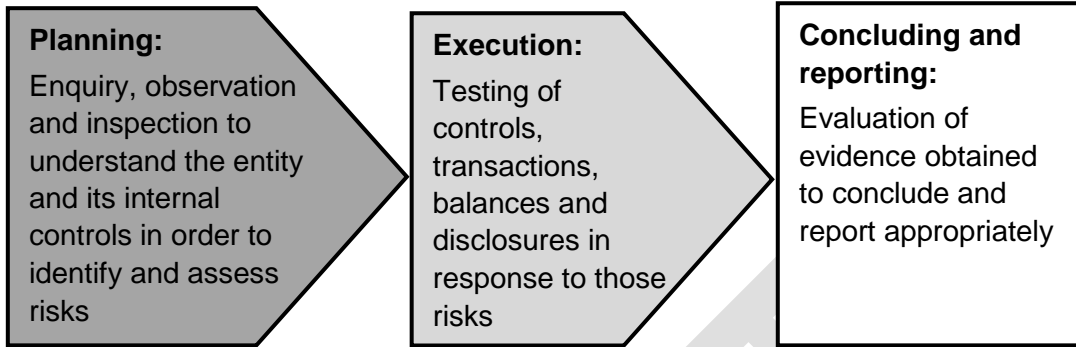 Planning:
Enquiry, observation
and inspection to
understand the entity
and its internal
controls in order to
identify and assess
risks
Execution:
Testing of
controls,
transactions,
balances and
disclosures in
response to those
risks
Concluding and
reporting:
Evaluation of
evidence obtained
to conclude and
report appropriately